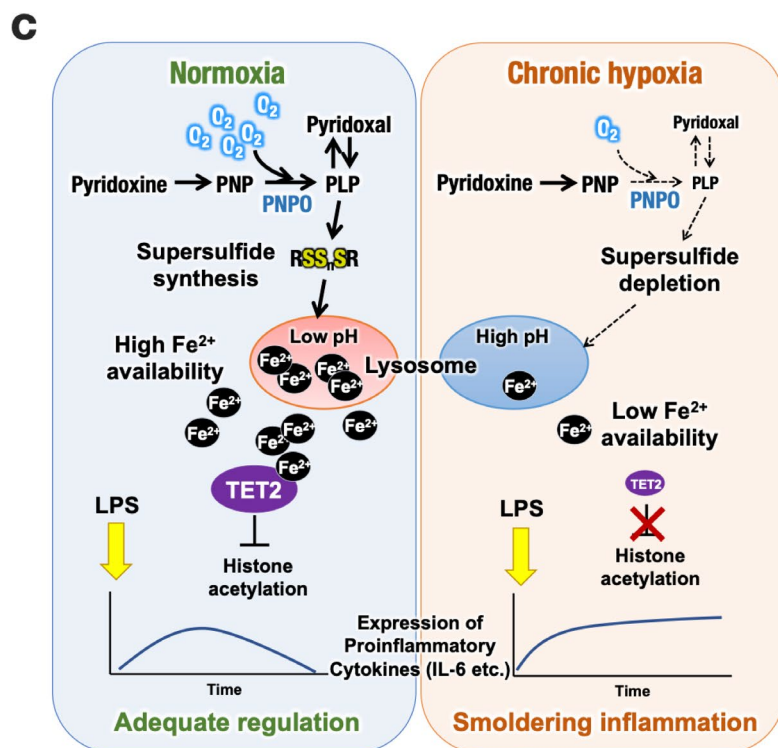 C
Normoxia
O₂ O₂
O₂ O₂
O₂
Pyridoxal
Pyridoxine PNP PLP
PNPO
Supersulfide
synthesis
RSSₙSR
High Fe²⁺
availability
Low pH
Fe²⁺ Fe²⁺
Fe²⁺ Fe²⁺
Lysosome
Fe²⁺
Fe²⁺
Fe²⁺ Fe²⁺
Fe²⁺
Fe²⁺
TET2
LPS
Histone
acetylation
Time
Adequate regulation
Expression of
Proinflammatory
Cytokines (IL-6 etc.)
Chronic hypoxia
O₂
Pyridoxal
Pyridoxine PNP PLP
PNPO
Supersulfide
depletion
High pH
Fe²⁺
Fe²⁺
Low Fe²⁺
availability
TET2
LPS
Histone
acetylation
Time
Smoldering inflammation